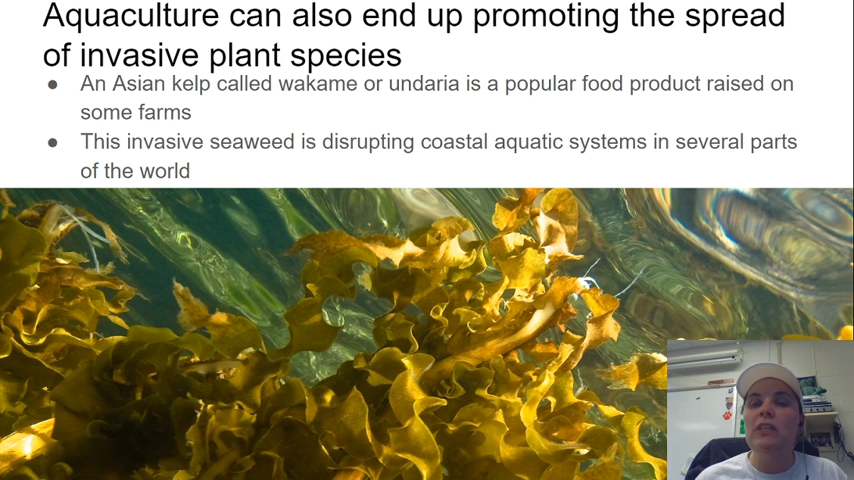 Aquaculture can also end up promoting the spread
of invasive plant species
● An Asian kelp called wakame or undaria is a popular food product raised on
some farms
● This invasive seaweed is disrupting coastal aquatic systems in several parts
of the world